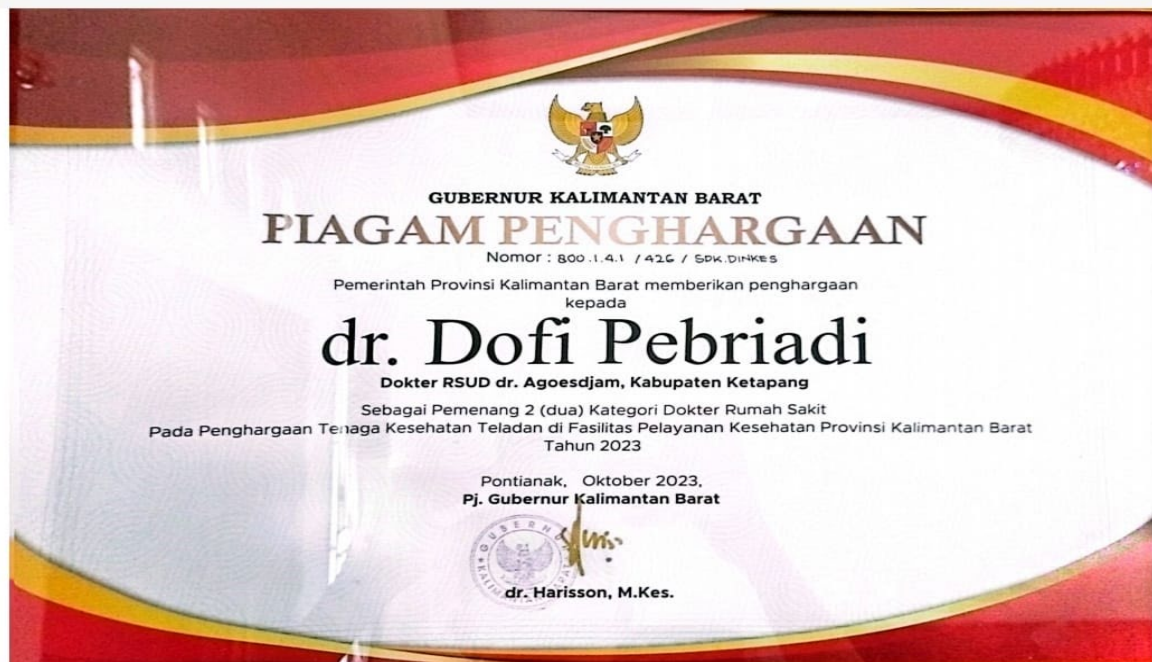 GUBERNUR KALIMANTAN BARAT
PIAGAM PENGHARGAAN
Nomor : 800.1.4.1 / 426 / SDK.DINKES
Pemerintah Provinsi Kalimantan Barat memberikan penghargaan
kepada
dr. Dofi Pebriadi
Dokter RSUD dr. Agoesdjam, Kabupaten Ketapang
Sebagai Pemenang 2 (dua) Kategori Dokter Rumah Sakit
Pada Penghargaan Tenaga Kesehatan Teladan di Fasilitas Pelayanan Kesehatan Provinsi Kalimantan Barat
Tahun 2023
Pontianak, Oktober 2023,
Pj. Gubernur Kalimantan Barat
GUBERNUR
KALIMANTAN BARAT
dr. Harisson, M.Kes.